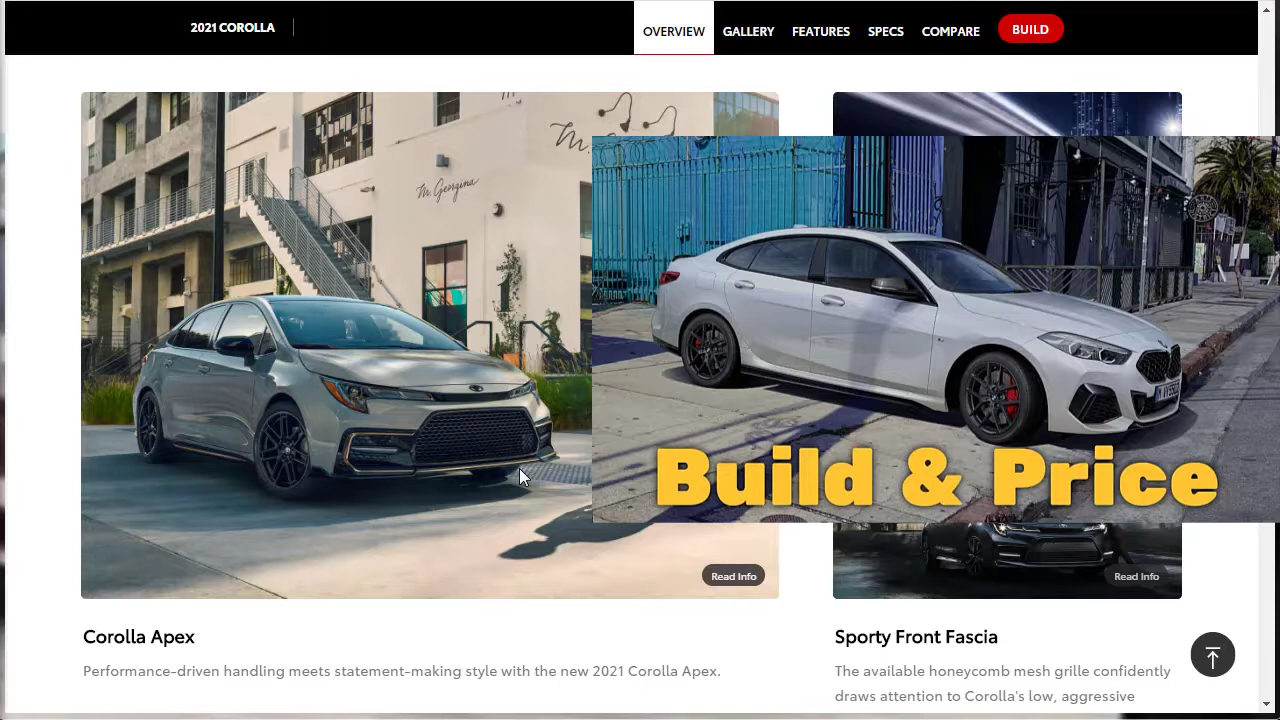 2021 COROLLA
OVERVIEW GALLERY FEATURES SPECS COMPARE BUILD
M. Georgina
Build & Price
Read Info
Read Info
Corolla Apex
Performance-driven handling meets statement-making style with the new 2021 Corolla Apex.
Sporty Front Fascia
The available honeycomb mesh grille confidently
draws attention to Corolla's low, aggressive